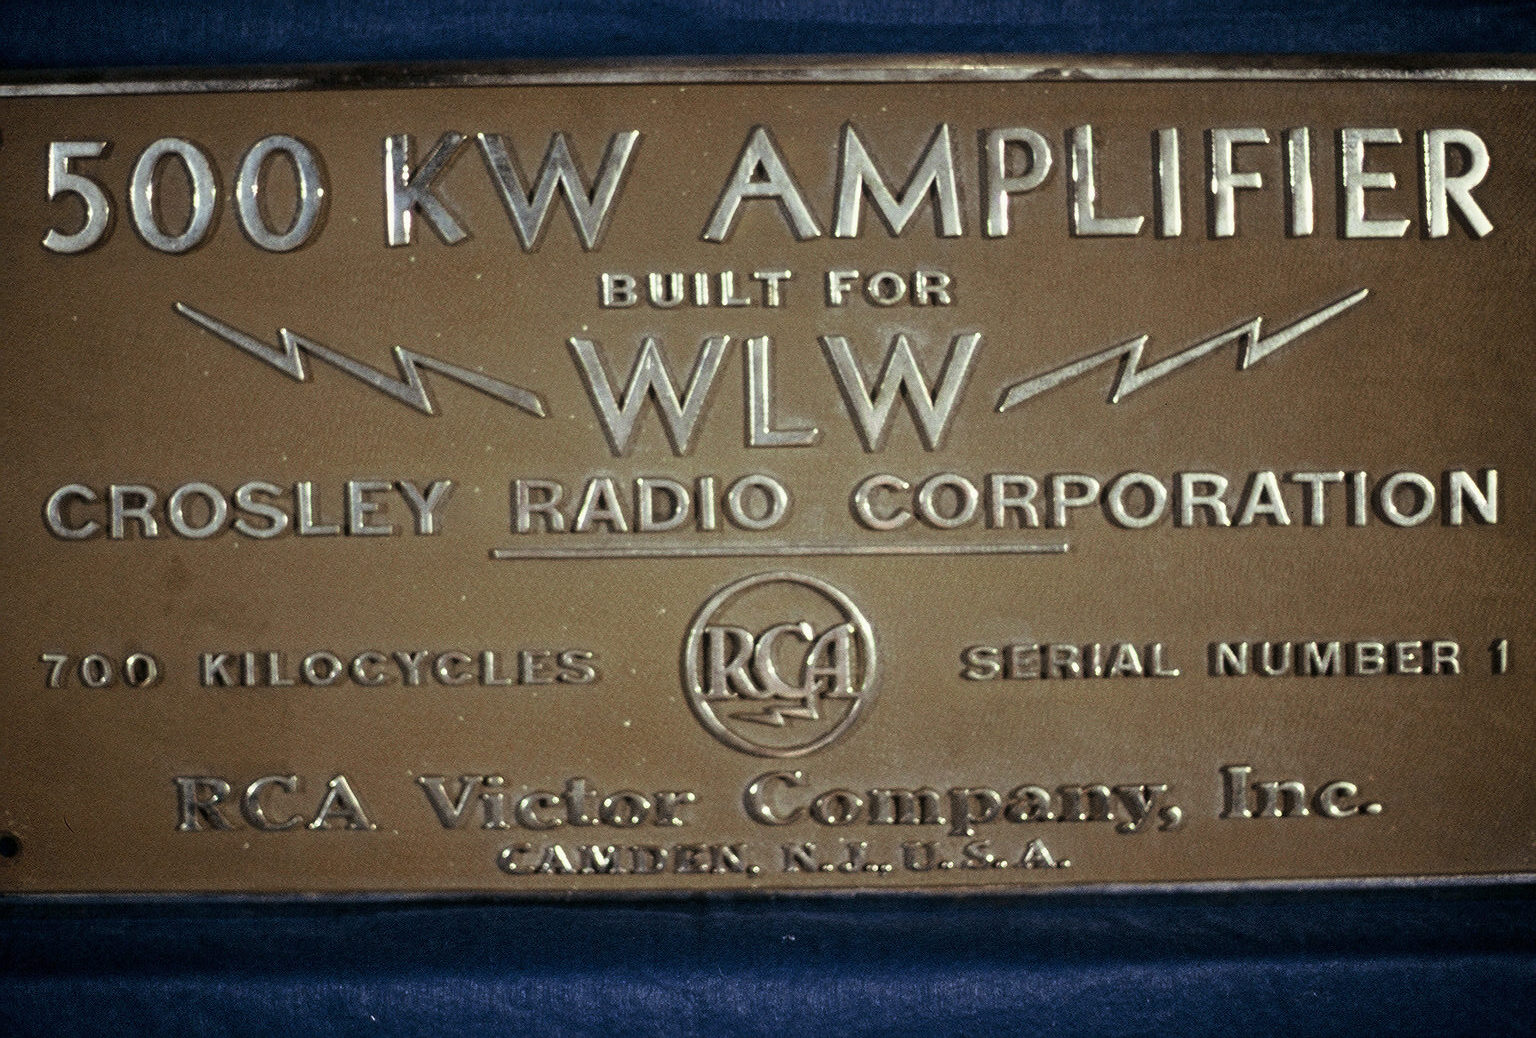 500 KW AMPLIFIER
BUILT FOR
WLW
CROSLEY RADIO CORPORATION
700 KILOCYCLES
RCA
SERIAL NUMBER 1
RCA Victor Company, Inc.
CAMDEN, N.J., U.S.A.